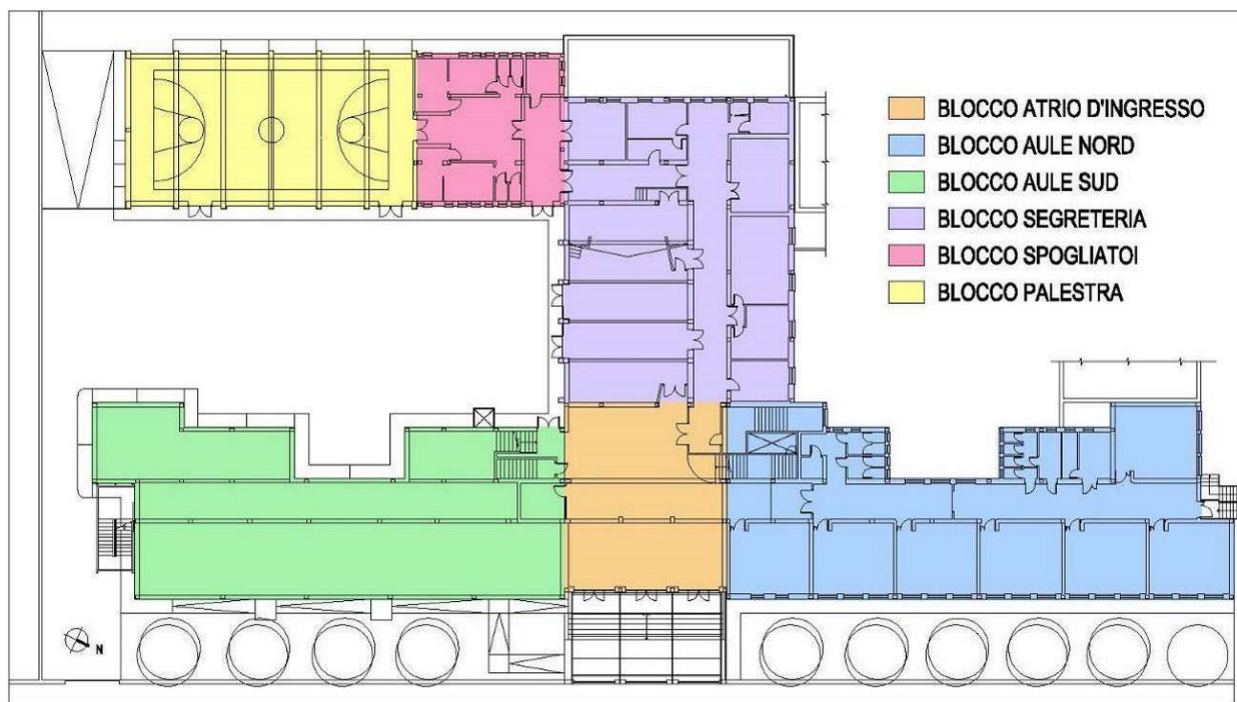 BLOCCO ATRIO D'INGRESSO
BLOCCO AULE NORD
BLOCCO AULE SUD
BLOCCO SEGRETERIA
BLOCCO SPOGLIATOI
BLOCCO PALESTRA
N